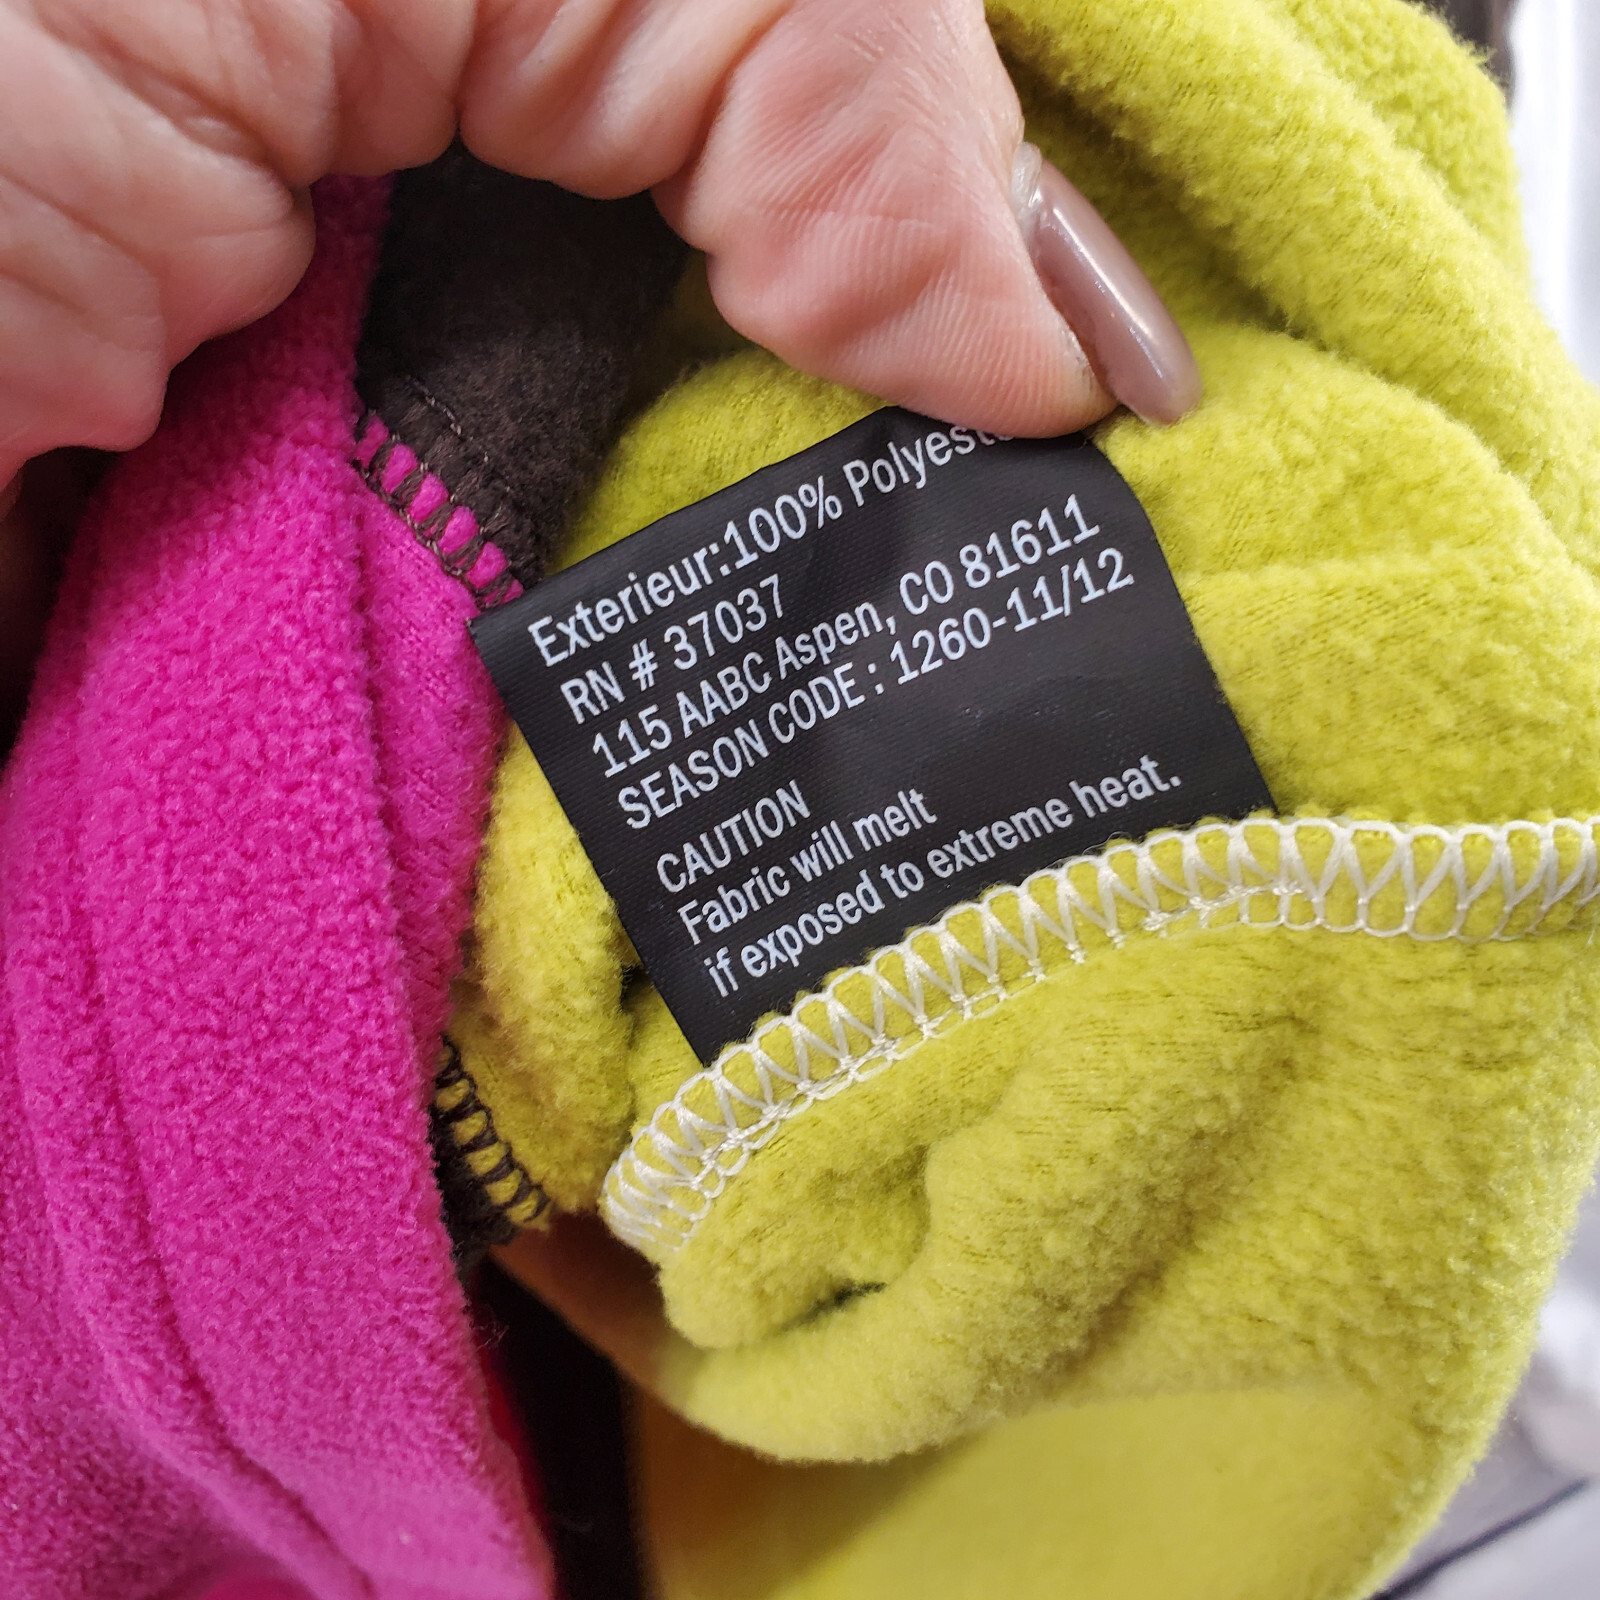 Exterieur:100%
RN # 37037
115 AABC Aspen, CO 81611
SEASON CODE : 1260-11/12
CAUTION
Fabric will melt
if exposed to extreme heat.